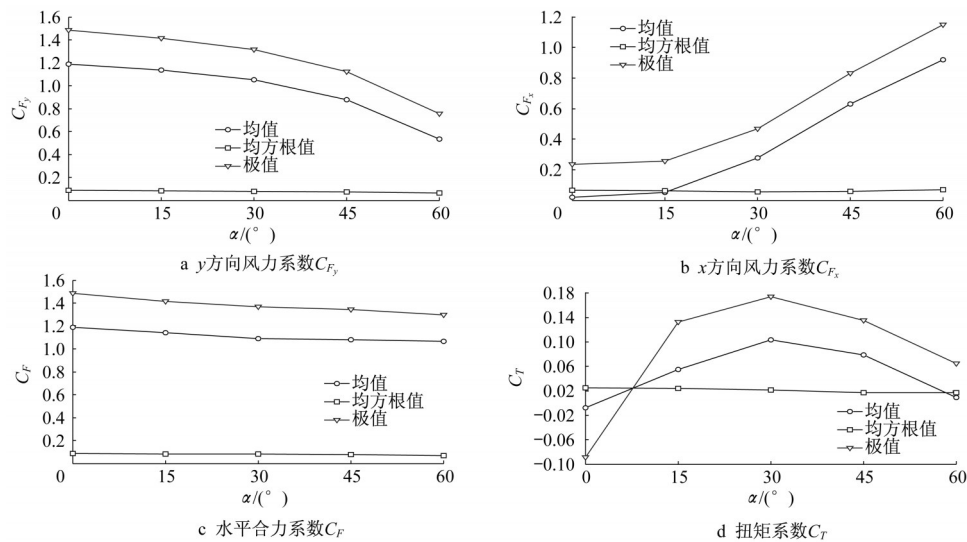 1.6
1.4
1.2
1.0
0.8
0.6
0.4
0.2
0
C_{F_y}
均值
均方根值
极值
15 30 45 60
α/(°)
a y方向风力系数C_{F_y}
1.2
1.0
0.8
0.6
0.4
0.2
0
C_{F_x}
均值
均方根值
极值
15 30 45 60
α/(°)
b x方向风力系数C_{F_x}
1.6
1.4
1.2
1.0
0.8
0.6
0.4
0.2
0
C_F
均值
均方根值
极值
15 30 45 60
α/(°)
c 水平合力系数C_F
0.18
0.14
0.10
0.06
0.02
−0.02
−0.06
−0.10
C_T
均值
均方根值
极值
0 15 30 45 60
α/(°)
d 扭矩系数C_T